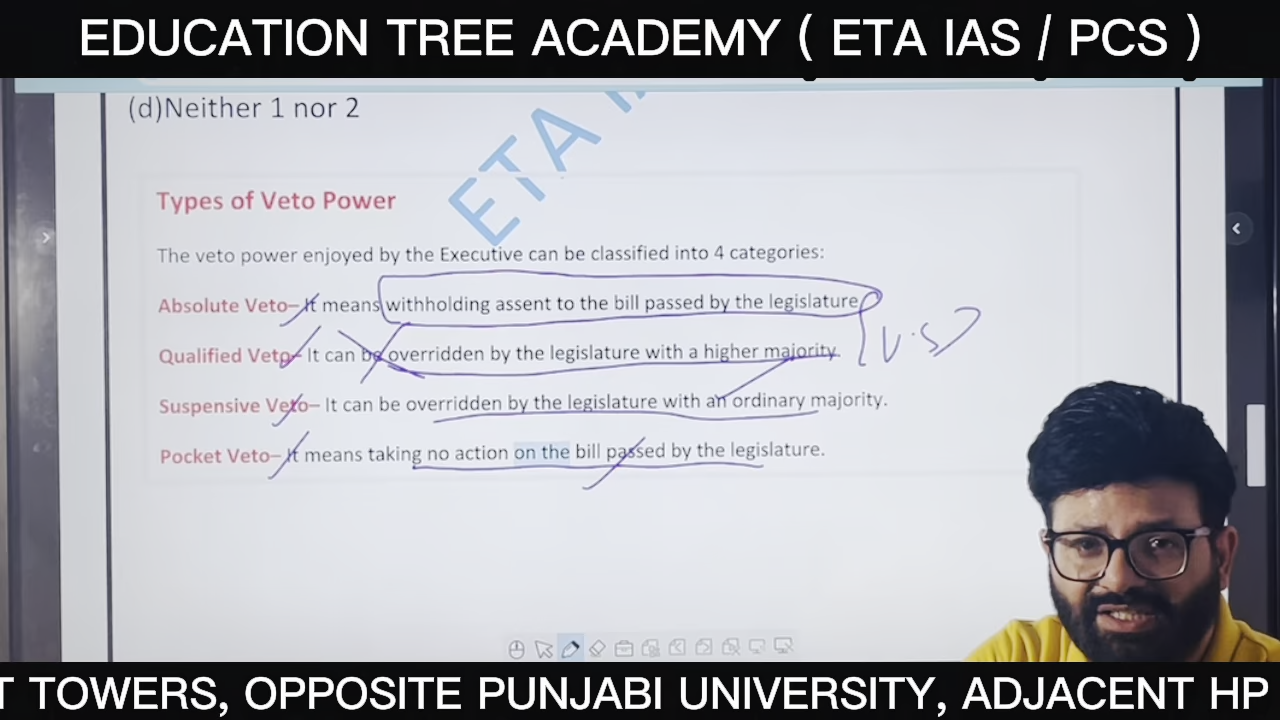 EDUCATION TREE ACADEMY ( ETA IAS / PCS )
(d)Neither 1 nor 2
ETA
Types of Veto Power
The veto power enjoyed by the Executive can be classified into 4 categories:
Absolute Veto– It means withholding assent to the bill passed by the legislature
Qualified Veto– It can be overridden by the legislature with a higher majority.
Suspensive Veto– It can be overridden by the legislature with an ordinary majority.
Pocket Veto– It means taking no action on the bill passed by the legislature.
T TOWERS, OPPOSITE PUNJABI UNIVERSITY, ADJACENT HP